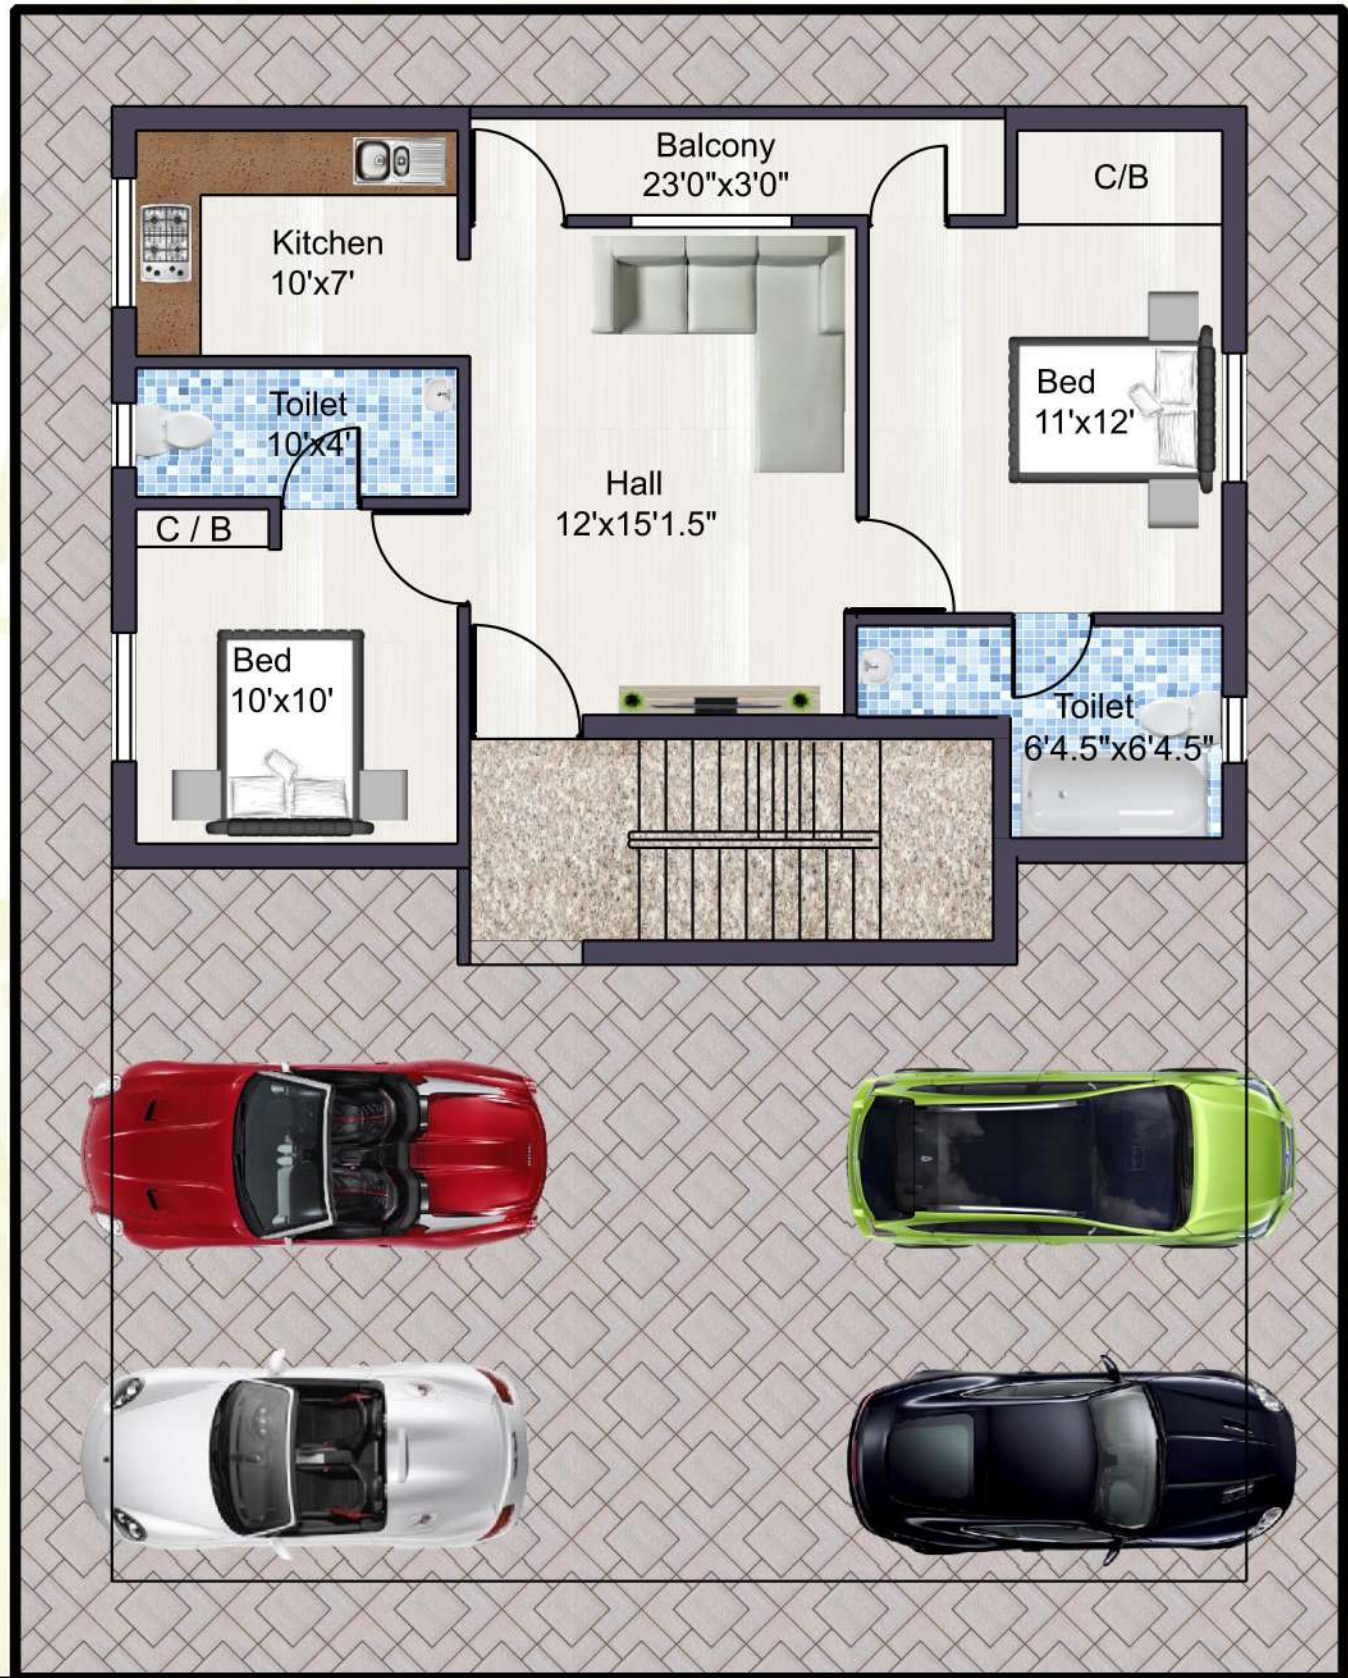 Balcony
23'0"x3'0"
C/B
Kitchen
10'x7'
Toilet
10'x4'
Bed
11'x12'
Hall
12'x15'1.5"
C / B
Bed
10'x10'
Toilet
6'4.5"x6'4.5"